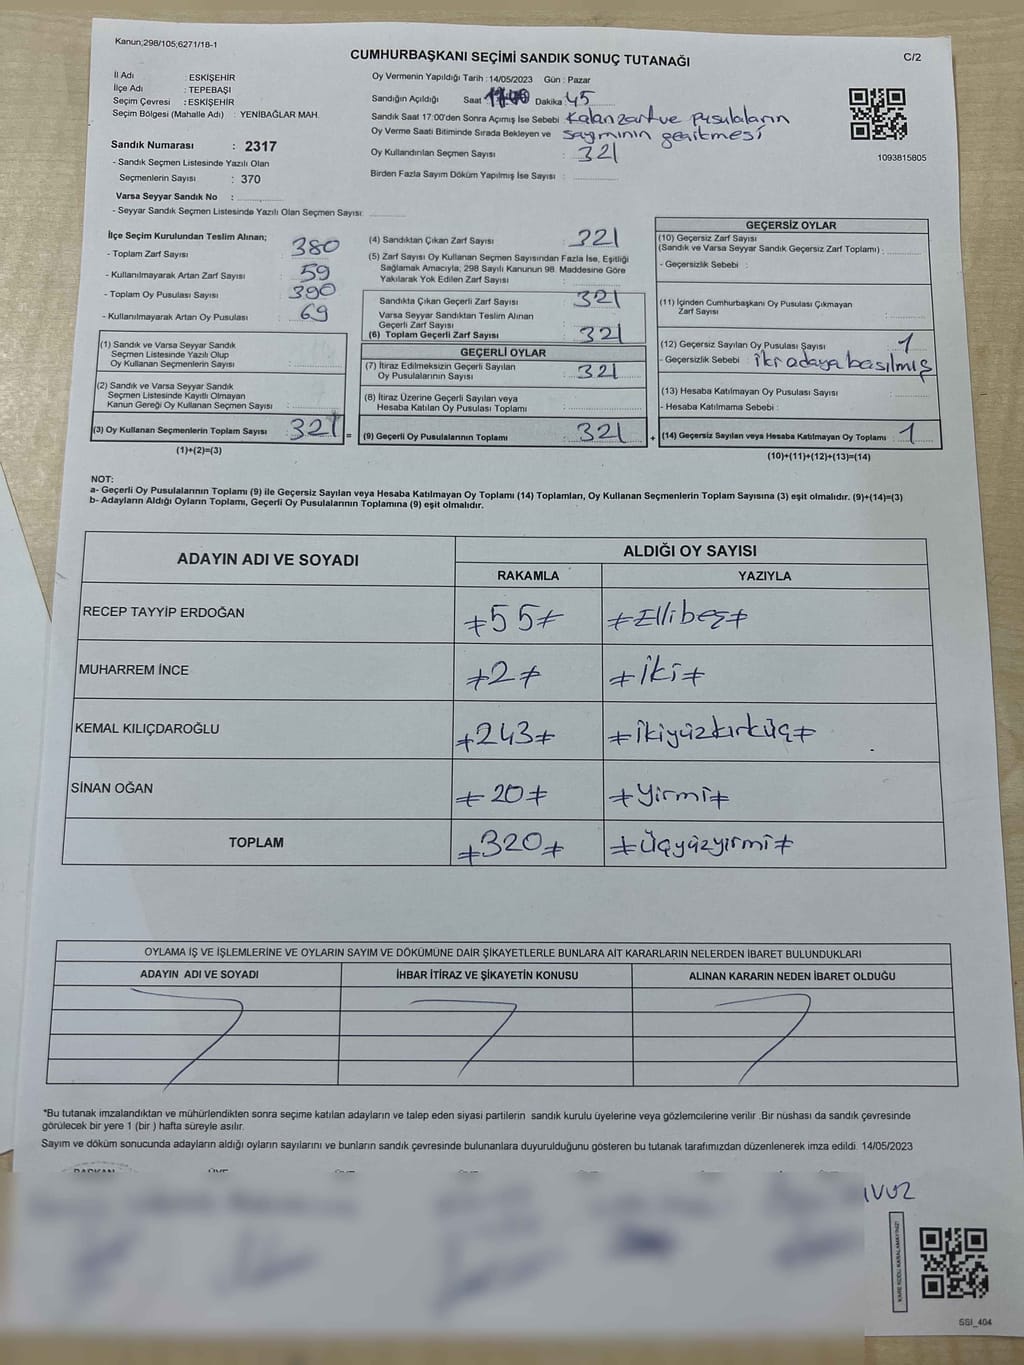 Kanun;298/105;6271/18-1
CUMHURBAŞKANI SEÇİMİ SANDIK SONUÇ TUTANAĞI
C/2
İl Adı : ESKİŞEHİR
İlçe Adı : TEPEBAŞI
Seçim Çevresi : ESKİŞEHİR
Seçim Bölgesi (Mahalle Adı) : YENİBAĞLAR MAH.
Sandık Numarası : 2317
- Sandık Seçmen Listesinde Yazılı Olan
Seçmenlerin Sayısı : 370
Varsa Seyyar Sandık No :
- Seyyar Sandık Seçmen Listesinde Yazılı Olan Seçmen Sayısı:
Oy Vermenin Yapıldığı Tarih : 14/05/2023 Gün : Pazar
Sandığın Açıldığı Saat Dakika : 45
Sandık Saat 17:00'den Sonra Açımış İse Sebebi Kalan zarf ve pusulaların
Oy Verme Saati Bitiminde Sırada Bekleyen ve sayımının gecikmesi
Oy Kullandırılan Seçmen Sayısı : 321
Birden Fazla Sayım Döküm Yapılmış İse Sayısı :
1093815805
İlçe Seçim Kurulundan Teslim Alınan;
- Toplam Zarf Sayısı : 380
- Kullanılmayarak Artan Zarf Sayısı : 59
- Toplam Oy Pusulası Sayısı : 390
- Kullanılmayarak Artan Oy Pusulası : 69
(1) Sandık ve Varsa Seyyar Sandık
Seçmen Listesinde Yazılı Olup
Oy Kullanan Seçmenlerin Sayısı :
(2) Sandık ve Varsa Seyyar Sandık
Seçmen Listesinde Kayıtlı Olmayan
Kanun Gereği Oy Kullanan Seçmen Sayısı :
(3) Oy Kullanan Seçmenlerin Toplam Sayısı : 321 =
(1)+(2)=(3)
(4) Sandıktan Çıkan Zarf Sayısı : 321
(5) Zarf Sayısı Oy Kullanan Seçmen Sayısından Fazla İse, Eşitliği
Sağlamak Amacıyla, 298 Sayılı Kanunun 98. Maddesine Göre
Yakılarak Yok Edilen Zarf Sayısı :
Sandıkta Çıkan Geçerli Zarf Sayısı : 321
Varsa Seyyar Sandıktan Teslim Alınan
Geçerli Zarf Sayısı :
(6) Toplam Geçerli Zarf Sayısı : 321
GEÇERLİ OYLAR
(7) İtiraz Edilmeksizin Geçerli Sayılan
Oy Pusulalarının Sayısı : 321
(8) İtiraz Üzerine Geçerli Sayılan veya
Hesaba Katılan Oy Pusulaları Toplamı :
(9) Geçerli Oy Pusulalarının Toplamı : 321 +
GEÇERSİZ OYLAR
(10) Geçersiz Zarf Sayısı
(Sandık ve Varsa Seyyar Sandık Geçersiz Zarf Toplamı) :
- Geçersizlik Sebebi :
(11) İçinden Cumhurbaşkanı Oy Pusulası Çıkmayan
Zarf Sayısı :
(12) Geçersiz Sayılan Oy Pusulası Sayısı : 1
- Geçersizlik Sebebi : iki adaya basılmış
(13) Hesaba Katılmayan Oy Pusulası Sayısı :
- Hesaba Katılmama Sebebi :
(14) Geçersiz Sayılan veya Hesaba Katılmayan Oy Toplamı : 1
(10)+(11)+(12)+(13)=(14)
NOT:
a- Geçerli Oy Pusulalarının Toplamı (9) ile Geçersiz Sayılan veya Hesaba Katılmayan Oy Toplamı (14) Toplamları, Oy Kullanan Seçmenlerin Toplam Sayısına (3) eşit olmalıdır. (9)+(14)=(3)
b- Adayların Aldığı Oyların Toplamı, Geçerli Oy Pusulalarının Toplamına (9) eşit olmalıdır.
ADAYIN ADI VE SOYADI ALDIĞI OY SAYISI
RAKAMLA YAZIYLA
RECEP TAYYİP ERDOĞAN ≠55≠ ≠Ellibeş≠
MUHARREM İNCE ≠2≠ ≠İki≠
KEMAL KILIÇDAROĞLU ≠243≠ ≠ikiyüzkırküç≠
SİNAN OĞAN ≠20≠ ≠Yirmi≠
TOPLAM ≠320≠ ≠Üçyüzyirmi≠
OYLAMA İŞ VE İŞLEMLERİNE VE OYLARIN SAYIM VE DÖKÜMÜNE DAİR ŞİKAYETLERLE BUNLARA AİT KARARLARIN NELERDEN İBARET BULUNDUKLARI
ADAYIN ADI VE SOYADI İHBAR İTİRAZ VE ŞİKAYETİN KONUSU ALINAN KARARIN NEDEN İBARET OLDUĞU
*Bu tutanak imzalandıktan ve mühürlendikten sonra seçime katılan adayların ve talep eden siyasi partilerin sandık kurulu üyelerine veya gözlemcilerine verilir .Bir nüshası da sandık çevresinde
görülecek bir yere 1 (bir ) hafta süreyle asılır.
Sayım ve döküm sonucunda adayların aldığı oyların sayılarını ve bunların sandık çevresinde bulunanlara duyurulduğunu gösteren bu tutanak tarafımızdan düzenlenerek imza edildi. 14/05/2023
SSI_404